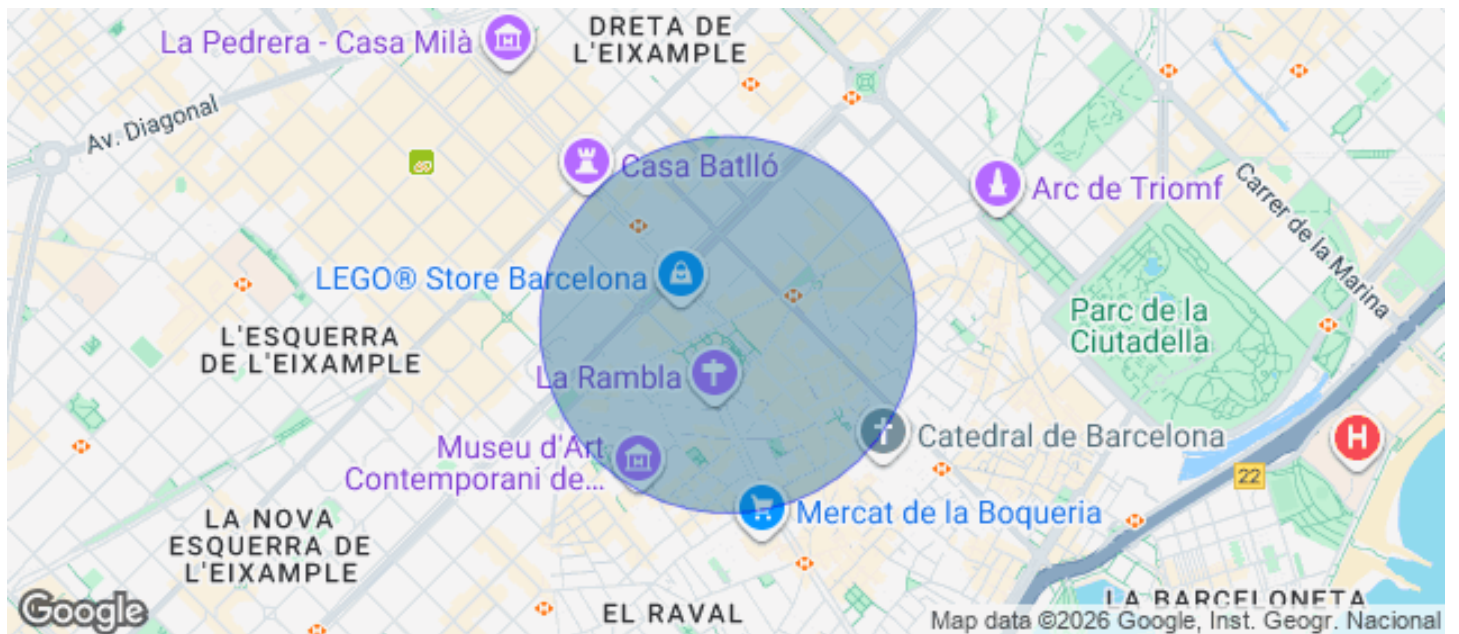 DRETA DE
L'EIXAMPLE
La Pedrera - Casa Milà
Av. Diagonal
Casa Batlló
Arc de Triomf
Carrer de la Marina
LEGO® Store Barcelona
L'ESQUERRA
DE L'EIXAMPLE
Parc de la
Ciutadella
La Rambla
Museu d'Art
Contemporani de...
Catedral de Barcelona
H
22
Mercat de la Boqueria
LA NOVA
ESQUERRA DE
L'EIXAMPLE
EL RAVAL
LA BARCELONETA
Google
Map data ©2026 Google, Inst. Geogr. Nacional